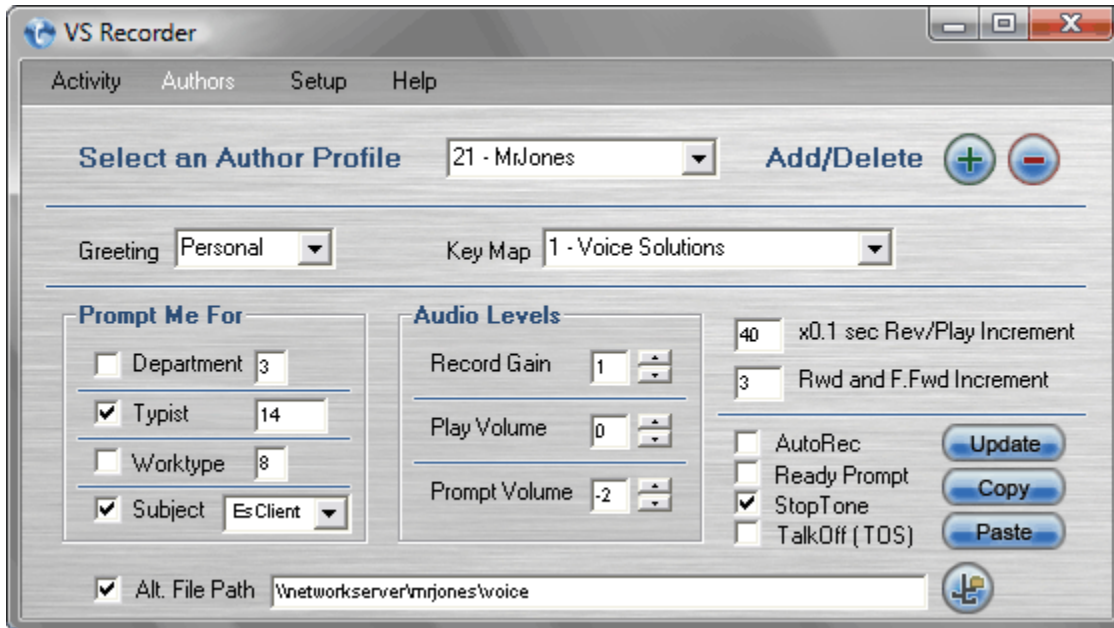 VS Recorder
Activity Authors Setup Help
Select an Author Profile 21 - MrJones Add/Delete
Greeting Personal Key Map 1 - Voice Solutions
Prompt Me For
Department 3
Typist 14
Worktype 8
Subject EsClient
Audio Levels
Record Gain 1
Play Volume 0
Prompt Volume -2
40 x0.1 sec Rev/Play Increment
3 Rwd and F.Fwd Increment
AutoRec
Ready Prompt
StopTone
TalkOff (TOS)
Update
Copy
Paste
Alt. File Path \\networkserver\mrjones\voice